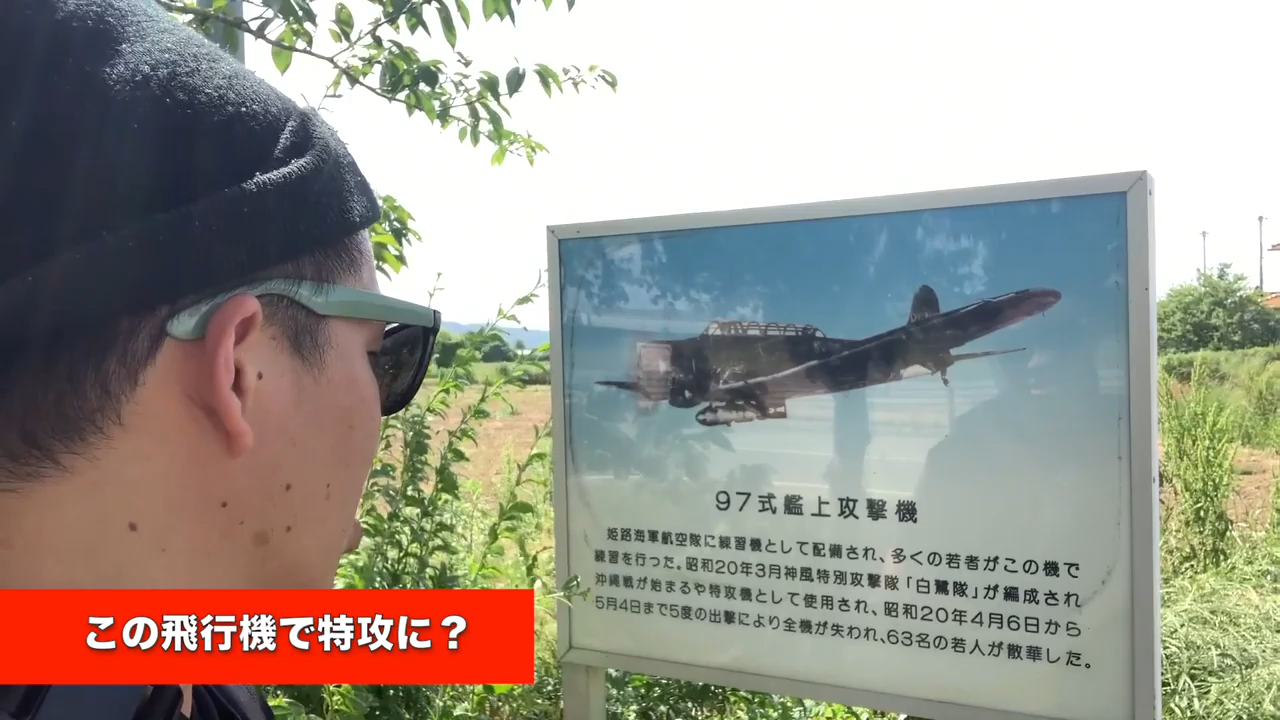 97式艦上攻撃機
姫路海軍航空隊に練習機として配備され、多くの若者がこの機で
練習を行った。昭和20年3月神風特別攻撃隊「白鷺隊」が編成され
沖縄戦が始まるや特攻機として使用され、昭和20年4月6日から
5月4日まで5度の出撃により全機が失われ、63名の若人が散華した。
この飛行機で特攻に？